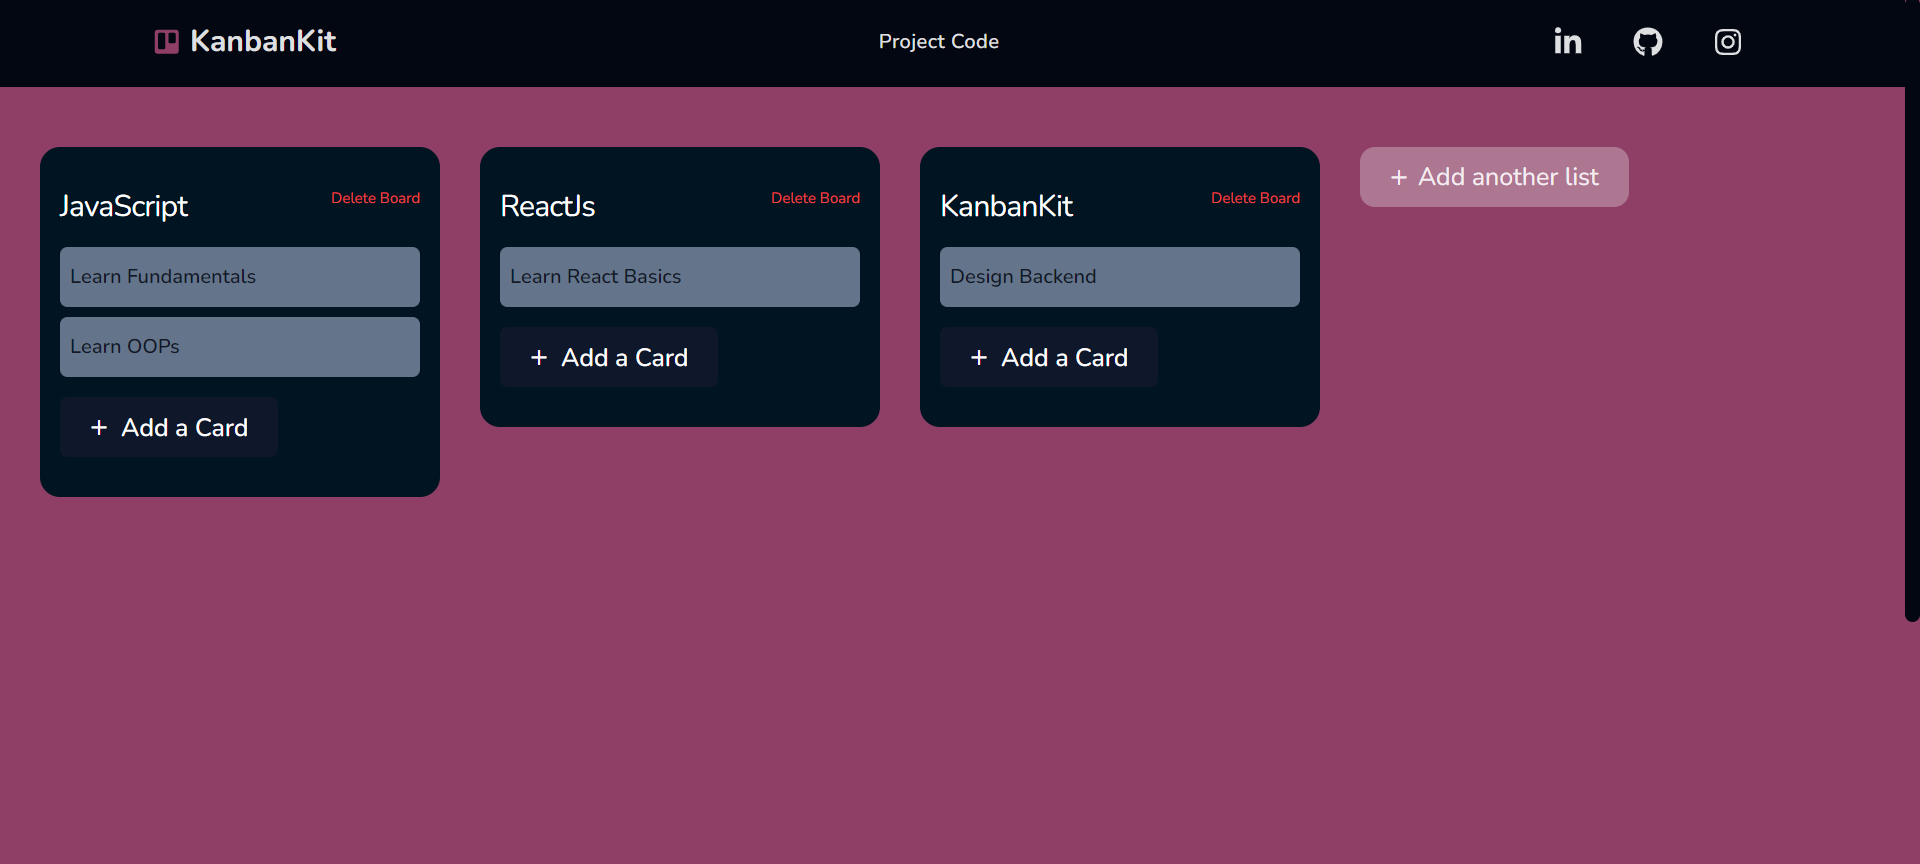 KanbanKit
Project Code
in
JavaScript
Delete Board
Learn Fundamentals
Learn OOPs
+ Add a Card
ReactJs
Delete Board
Learn React Basics
+ Add a Card
KanbanKit
Delete Board
Design Backend
+ Add a Card
+ Add another list